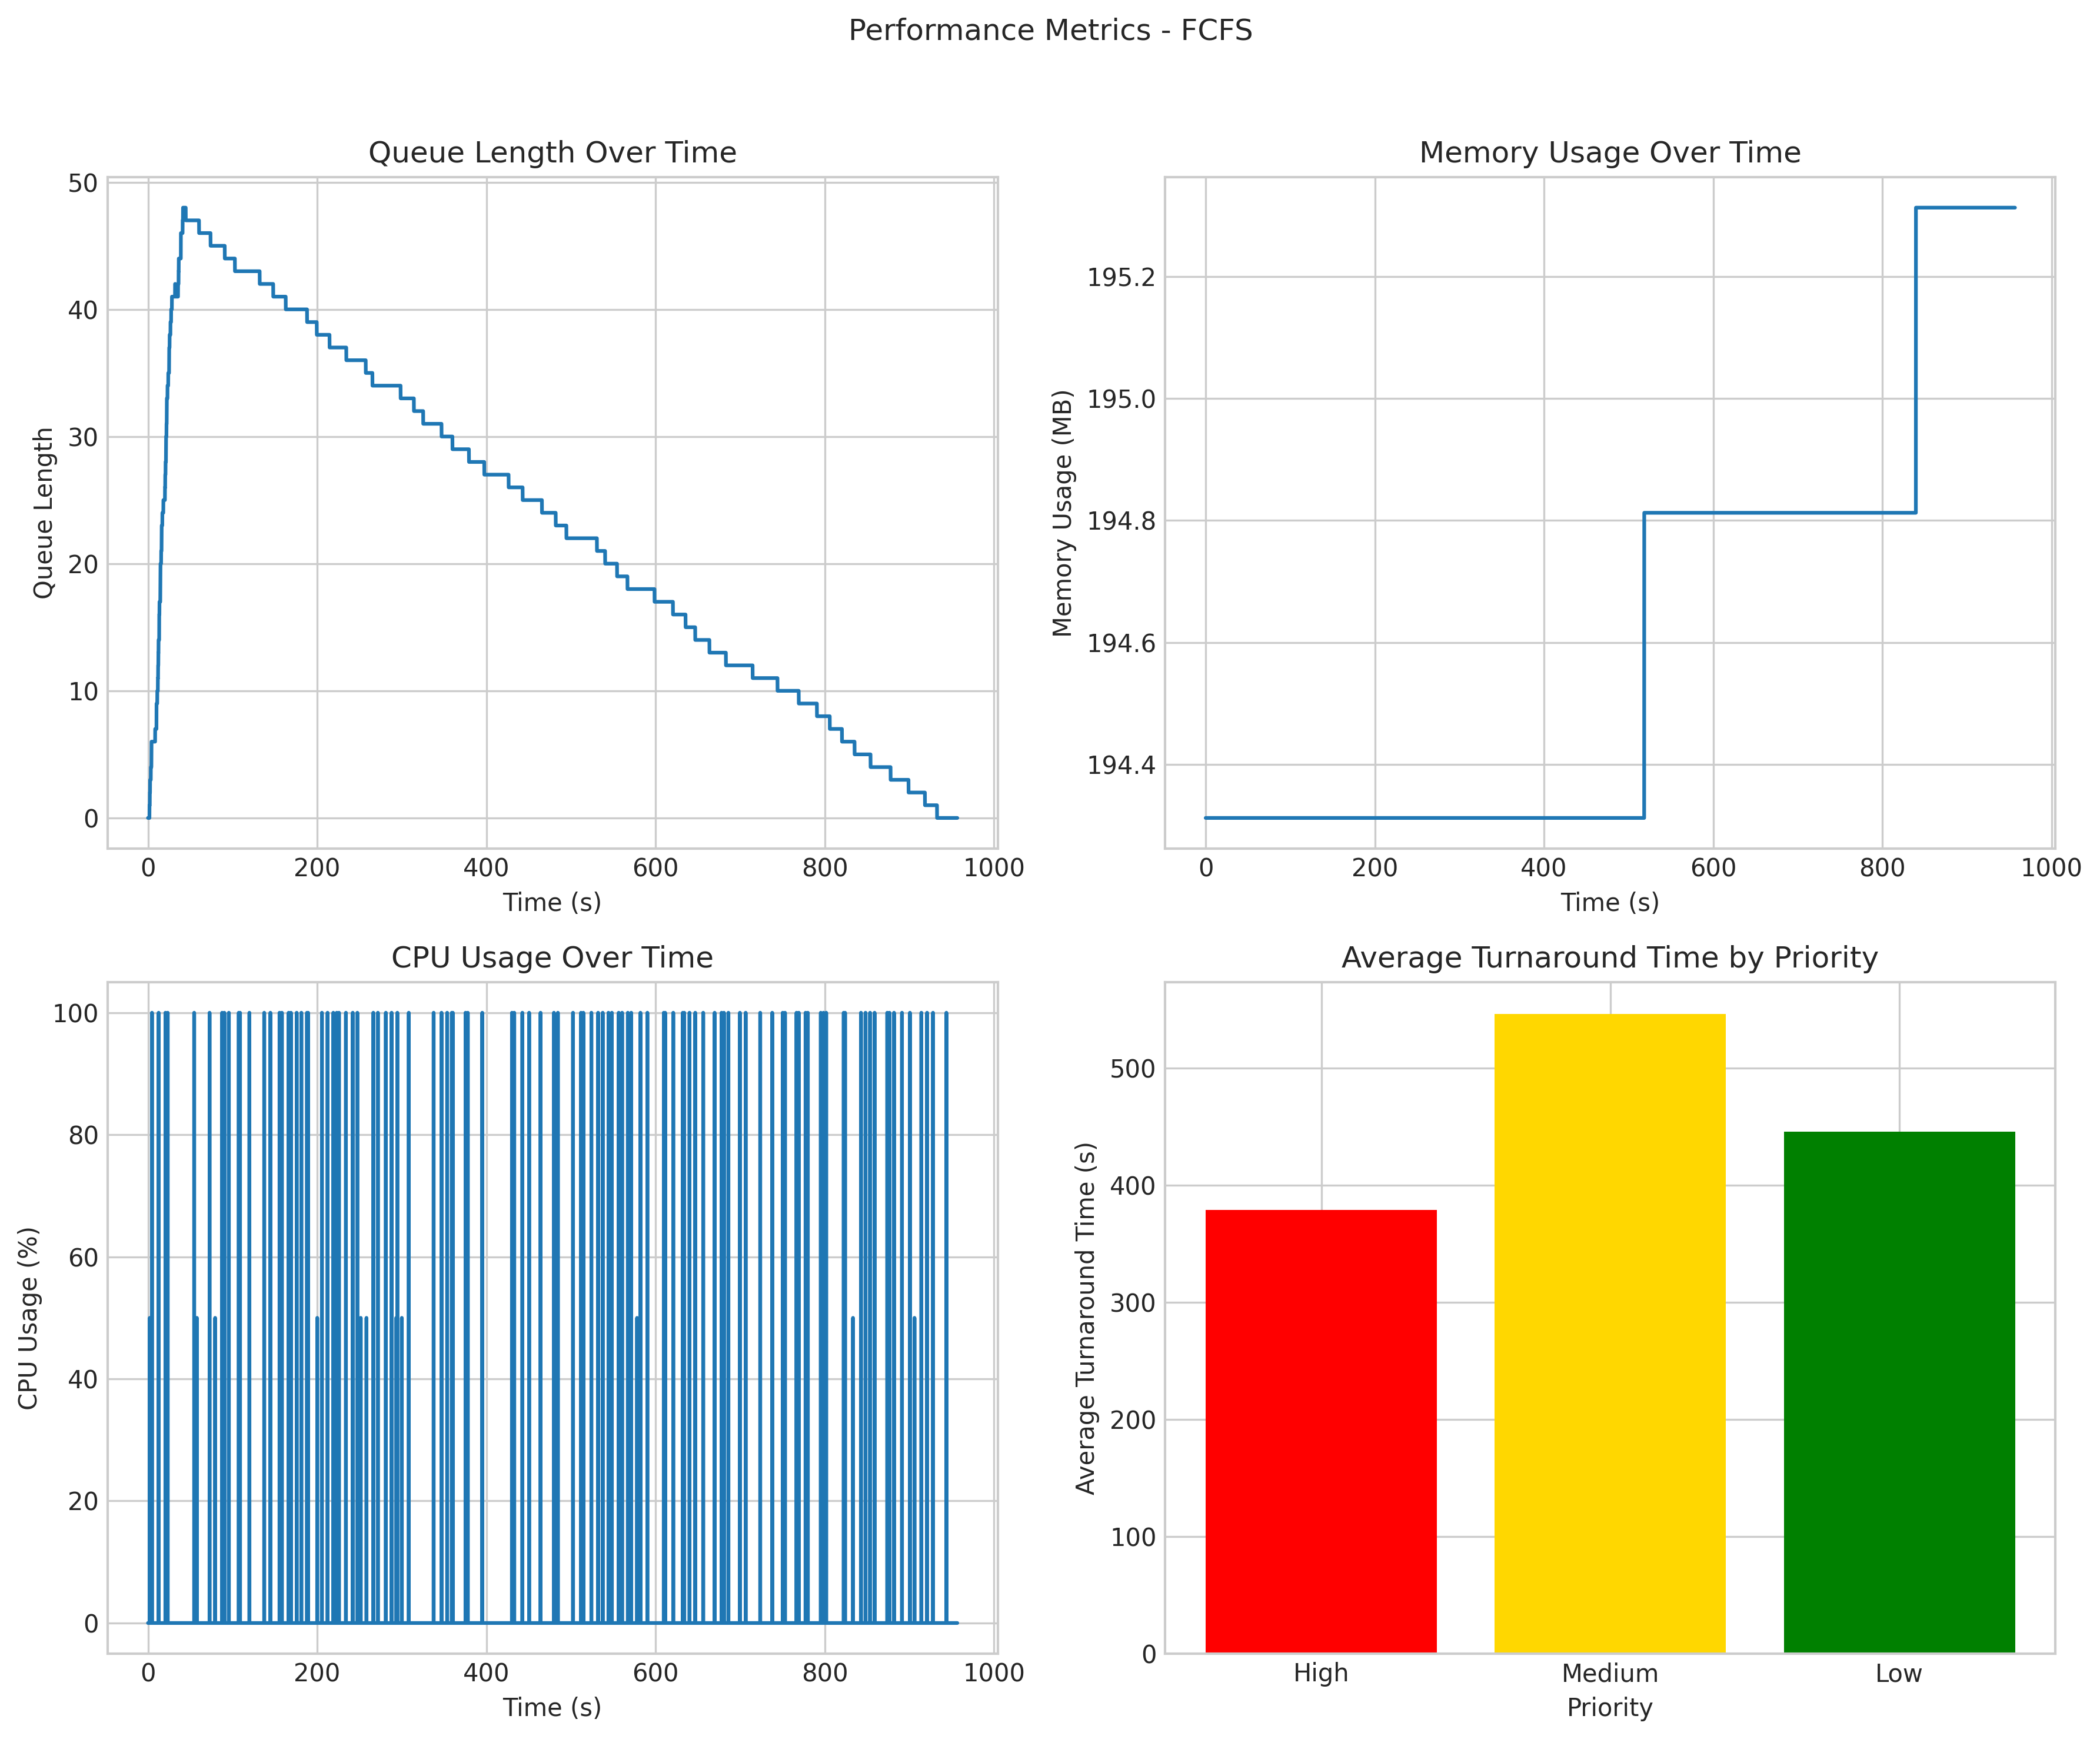 Performance Metrics - FCFS
Queue Length Over Time
50
40
30
20
10
0
Queue Length
0 200 400 600 800 1000
Time (s)
Memory Usage Over Time
195.2
195.0
194.8
194.6
194.4
Memory Usage (MB)
0 200 400 600 800 1000
Time (s)
CPU Usage Over Time
100
80
60
40
20
0
CPU Usage (%)
0 200 400 600 800 1000
Time (s)
Average Turnaround Time by Priority
500
400
300
200
100
0
Average Turnaround Time (s)
High Medium Low
Priority